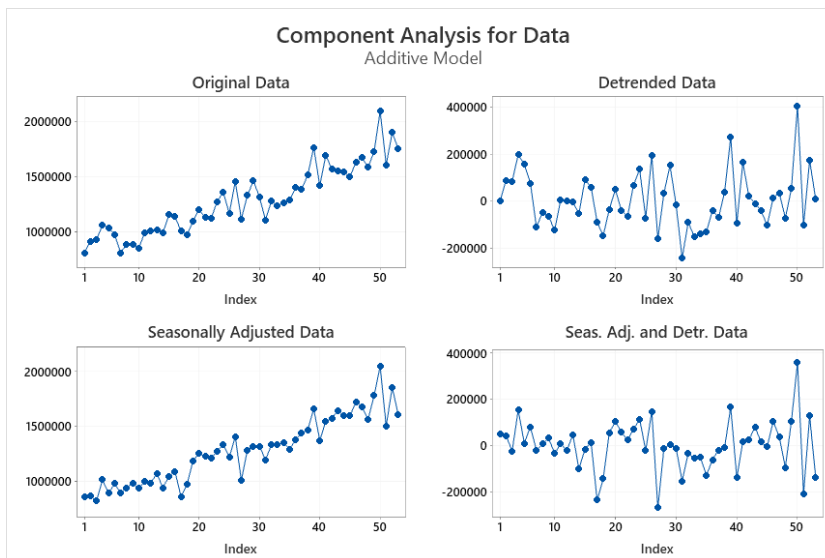 Component Analysis for Data
Additive Model
Original Data
2000000
1500000
1000000
1 10 20 30 40 50
Index
Detrended Data
400000
200000
0
-200000
1 10 20 30 40 50
Index
Seasonally Adjusted Data
2000000
1500000
1000000
1 10 20 30 40 50
Index
Seas. Adj. and Detr. Data
400000
200000
0
-200000
1 10 20 30 40 50
Index